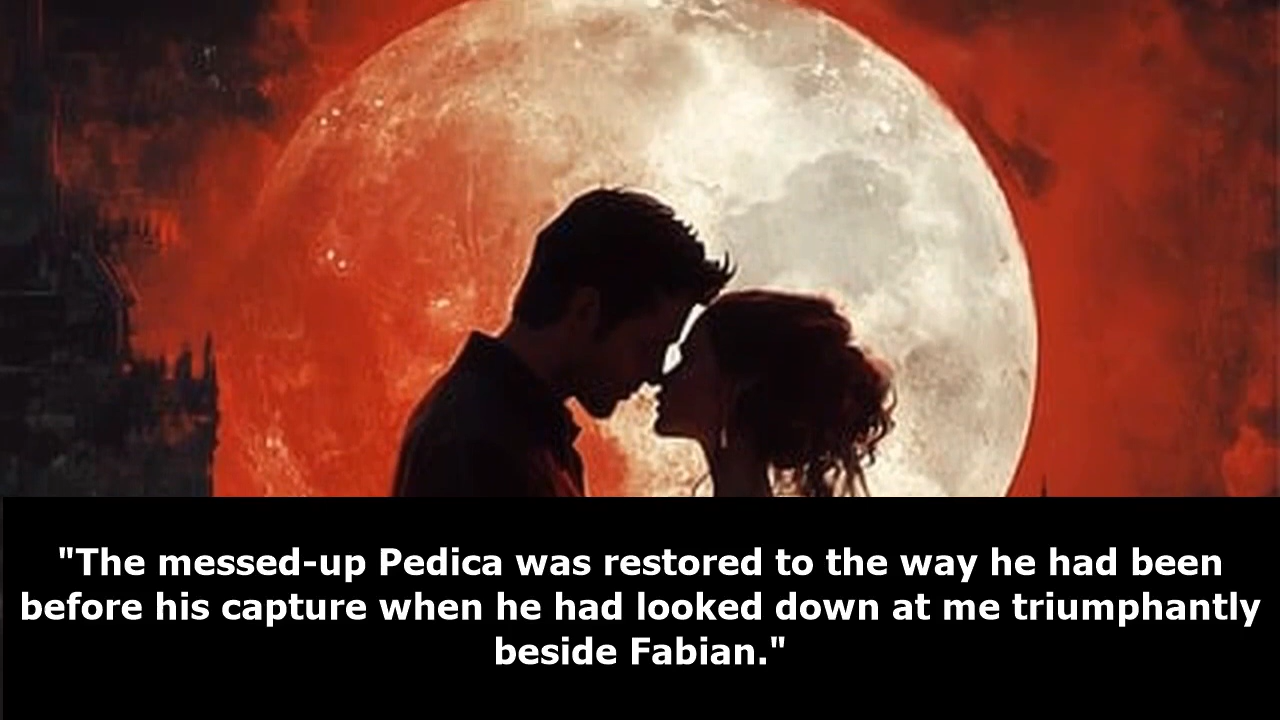 "The messed-up Pedica was restored to the way he had been
before his capture when he had looked down at me triumphantly
beside Fabian."